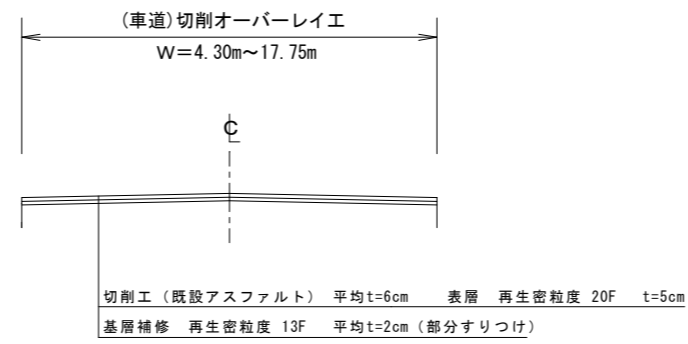 (車道)切削オーバーレイエ
W=4.30m～17.75m
℄
切削工（既設アスファルト） 平均t=6cm 表層 再生密粒度 20F t=5cm
基層補修 再生密粒度 13F 平均t=2cm（部分すりつけ）